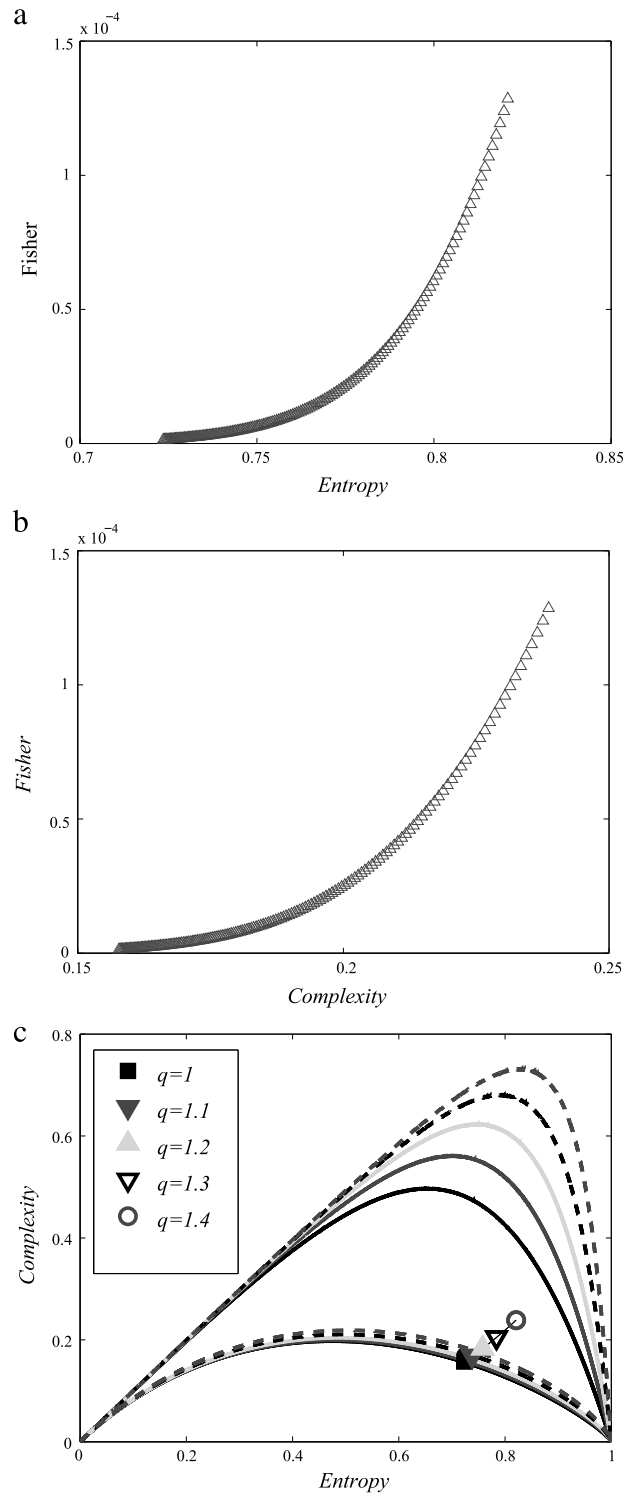 a
x 10⁻⁴
1.5
1
0.5
0
Fisher
0.7 0.75 0.8 0.85
Entropy
b
x 10⁻⁴
1.5
1
0.5
0
Fisher
0.15 0.2 0.25
Complexity
c
0.8
0.6
0.4
0.2
0
Complexity
q=1
q=1.1
q=1.2
q=1.3
q=1.4
0 0.2 0.4 0.6 0.8 1
Entropy